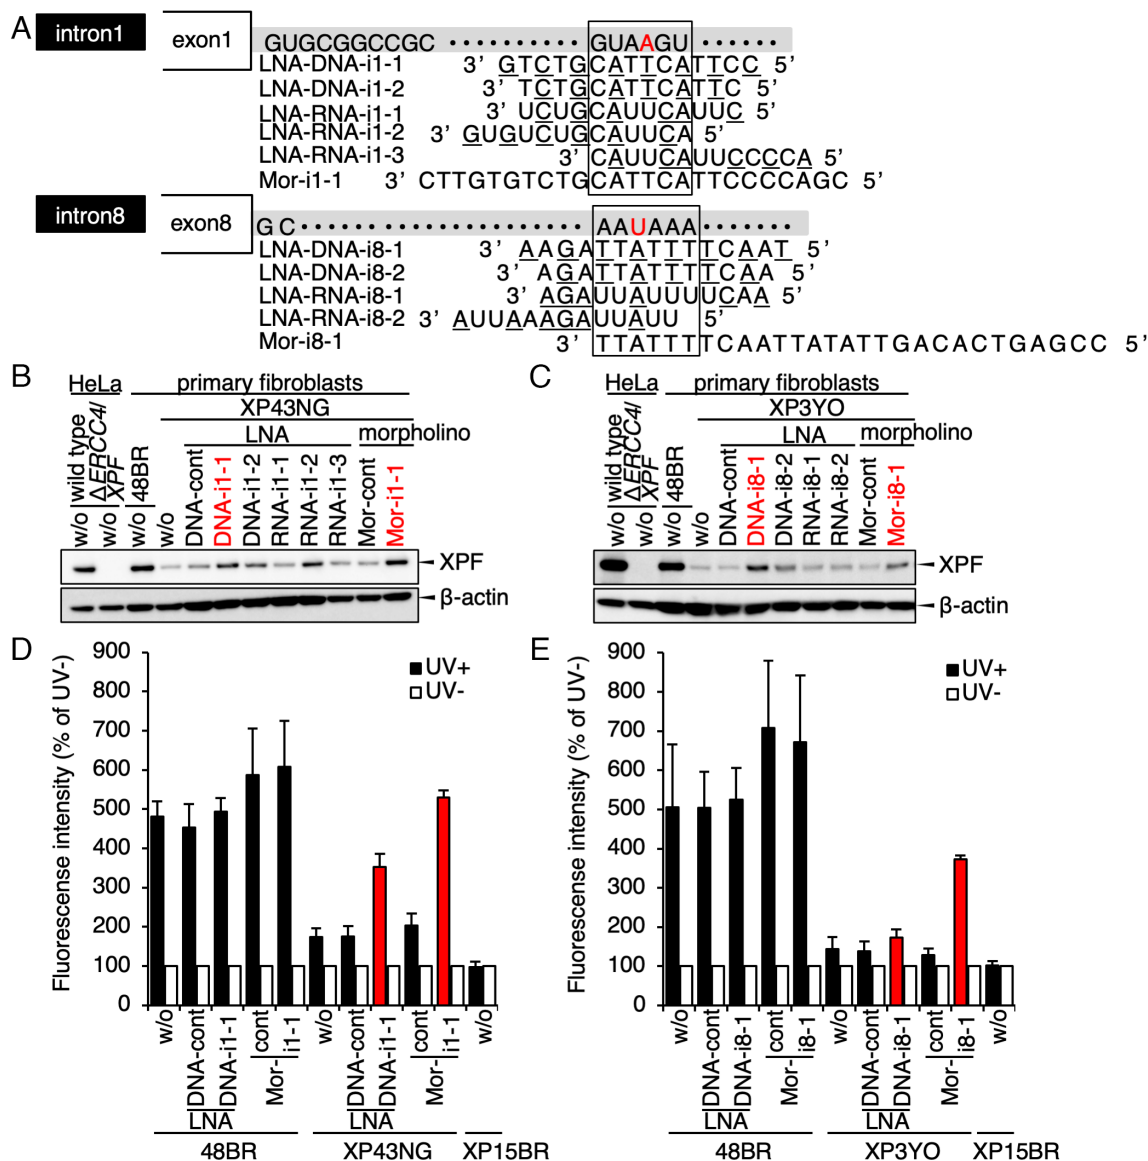 A
intron1 exon1 GUGCGGCCGC ·········· GUAAGU ······
LNA-DNA-i1-1 3’ GTCTGCATTCATTCC 5’
LNA-DNA-i1-2 3’ TCTGCATTCATTC 5’
LNA-RNA-i1-1 3’ UCUGCAUUCAUUC 5’
LNA-RNA-i1-2 3’ GUGUCUGCAUUCA 5’
LNA-RNA-i1-3 3’ CAUUCAUUCCCCA 5’
Mor-i1-1 3’ CTTGTGTCTGCATTCATTCCCCAGC 5’
intron8 exon8 GC···················· AAUAAA·······
LNA-DNA-i8-1 3’ AAGATTATTTTCAAT 5’
LNA-DNA-i8-2 3’ AGATTATTTTCAA 5’
LNA-RNA-i8-1 3’ AGAUUAUUUUCAA 5’
LNA-RNA-i8-2 3’ AUUAAAGAUUAUU 5’
Mor-i8-1 3’ TTATTTTCAATTATATTGACACTGAGCC 5’
B
HeLa primary fibroblasts
XP43NG
LNA morpholino
wild type
ΔERCC4/
XPF
48BR
w/o
w/o
w/o
w/o
DNA-cont
DNA-i1-1
DNA-i1-2
RNA-i1-1
RNA-i1-2
RNA-i1-3
Mor-cont
Mor-i1-1
XPF
β-actin
C
HeLa primary fibroblasts
XP3YO
LNA morpholino
wild type
ΔERCC4/
XPF
48BR
w/o
w/o
w/o
w/o
DNA-cont
DNA-i8-1
DNA-i8-2
RNA-i8-1
RNA-i8-2
Mor-cont
Mor-i8-1
XPF
β-actin
D
Fluorescense intensity (% of UV-)
900
800
700
600
500
400
300
200
100
0
UV+
UV-
w/o
DNA-cont
DNA-i1-1
cont
i1-1
Mor-
LNA
48BR
w/o
DNA-cont
DNA-i1-1
cont
i1-1
Mor-
LNA
XP43NG
w/o
XP15BR
E
Fluorescense intensity (% of UV-)
900
800
700
600
500
400
300
200
100
0
UV+
UV-
w/o
DNA-cont
DNA-i8-1
cont
i8-1
Mor-
LNA
48BR
w/o
DNA-cont
DNA-i8-1
cont
i8-1
Mor-
LNA
XP3YO
w/o
XP15BR